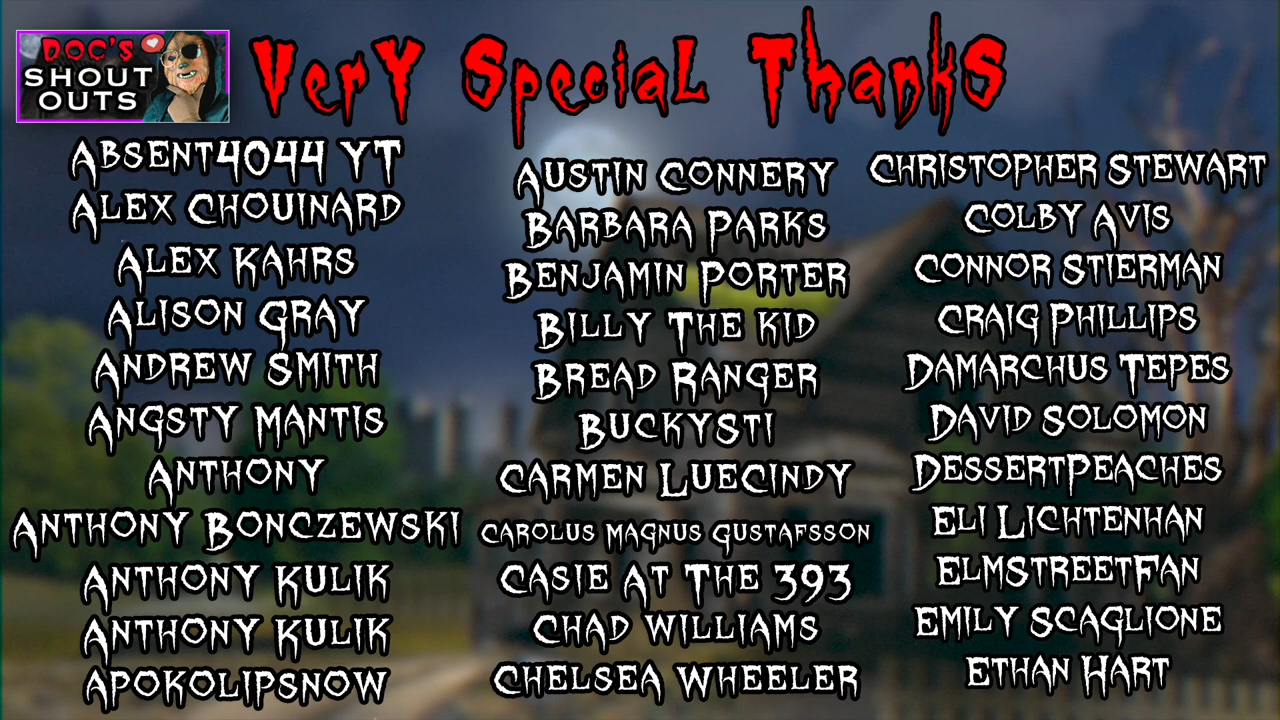 DOC'S
SHOUT
OUTS
VerY SpeciaL ThankS
Absent4044 YT
Alex Chouinard
Alex Kahrs
Alison Gray
Andrew Smith
Angsty Mantis
Anthony
Anthony Bonczewski
Anthony Kulik
Anthony Kulik
apokolipsnow
Austin Connery
Barbara Parks
Benjamin Porter
Billy The Kid
Bread Ranger
Buckysti
Carmen LueCindy
Carolus Magnus Gustafsson
Casie At The 393
Chad Williams
Chelsea Wheeler
Christopher Stewart
Colby Avis
Connor Stierman
Craig Phillips
Damarchus Tepes
David Solomon
DessertPeaches
Eli Lichtenhan
ElmStreetFan
Emily Scaglione
Ethan Hart